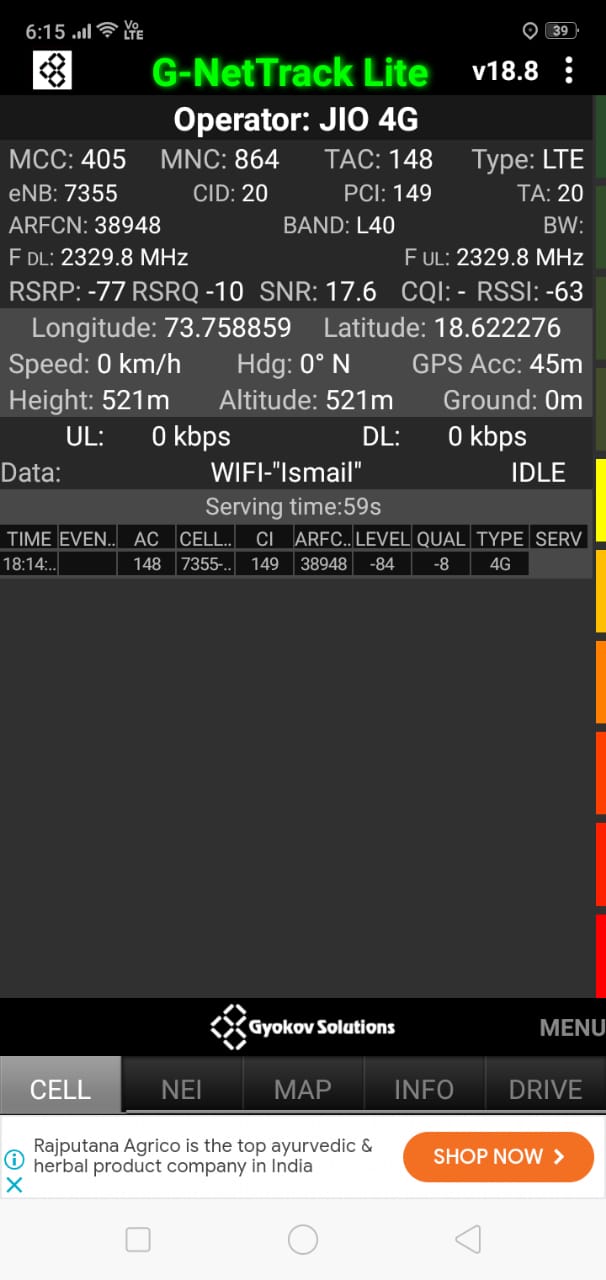 6:15 Vo LTE 39
G-NetTrack Lite v18.8
Operator: JIO 4G
MCC: 405 MNC: 864 TAC: 148 Type: LTE
eNB: 7355 CID: 20 PCI: 149 TA: 20
ARFCN: 38948 BAND: L40 BW:
F DL: 2329.8 MHz F UL: 2329.8 MHz
RSRP: -77 RSRQ -10 SNR: 17.6 CQI: - RSSI: -63
Longitude: 73.758859 Latitude: 18.622276
Speed: 0 km/h Hdg: 0° N GPS Acc: 45m
Height: 521m Altitude: 521m Ground: 0m
UL: 0 kbps DL: 0 kbps
Data: WIFI-"Ismail" IDLE
Serving time:59s
TIME EVEN.. AC CELL.. CI ARFC.. LEVEL QUAL TYPE SERV
18:14:.. 148 7355-.. 149 38948 -84 -8 4G
Gyokov Solutions MENU
CELL NEI MAP INFO DRIVE
Rajputana Agrico is the top ayurvedic &
herbal product company in India
SHOP NOW